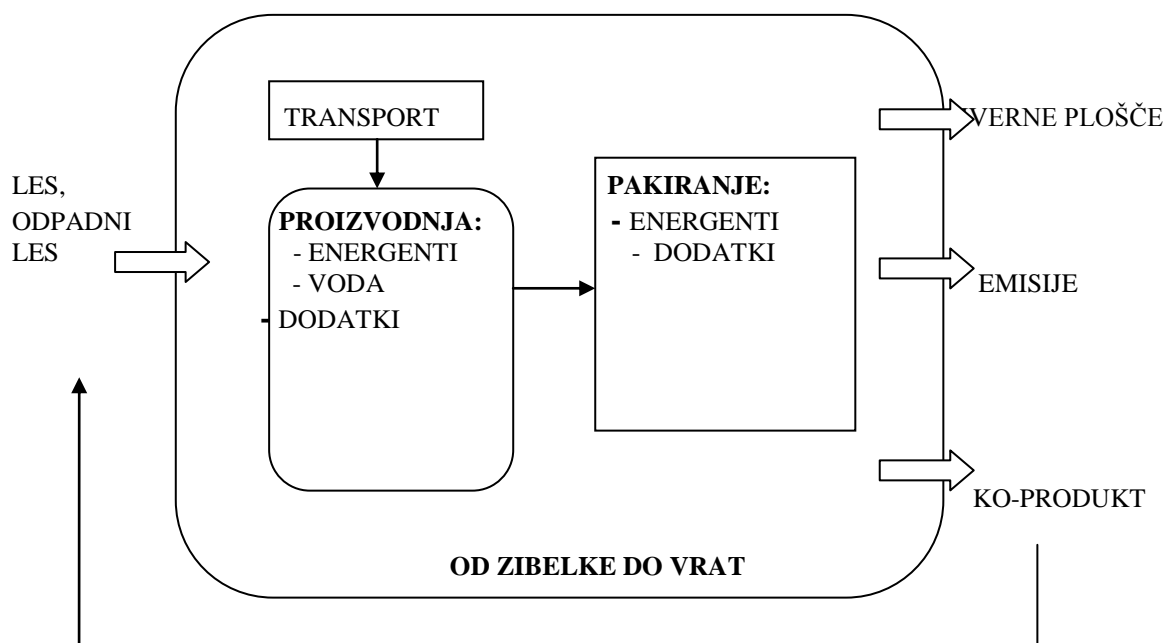 TRANSPORT
VERNE PLOŠČE
LES,
ODPADNI
LES
PROIZVODNJA:
- ENERGENTI
- VODA
- DODATKI
PAKIRANJE:
- ENERGENTI
- DODATKI
EMISIJE
KO-PRODUKT
OD ZIBELKE DO VRAT